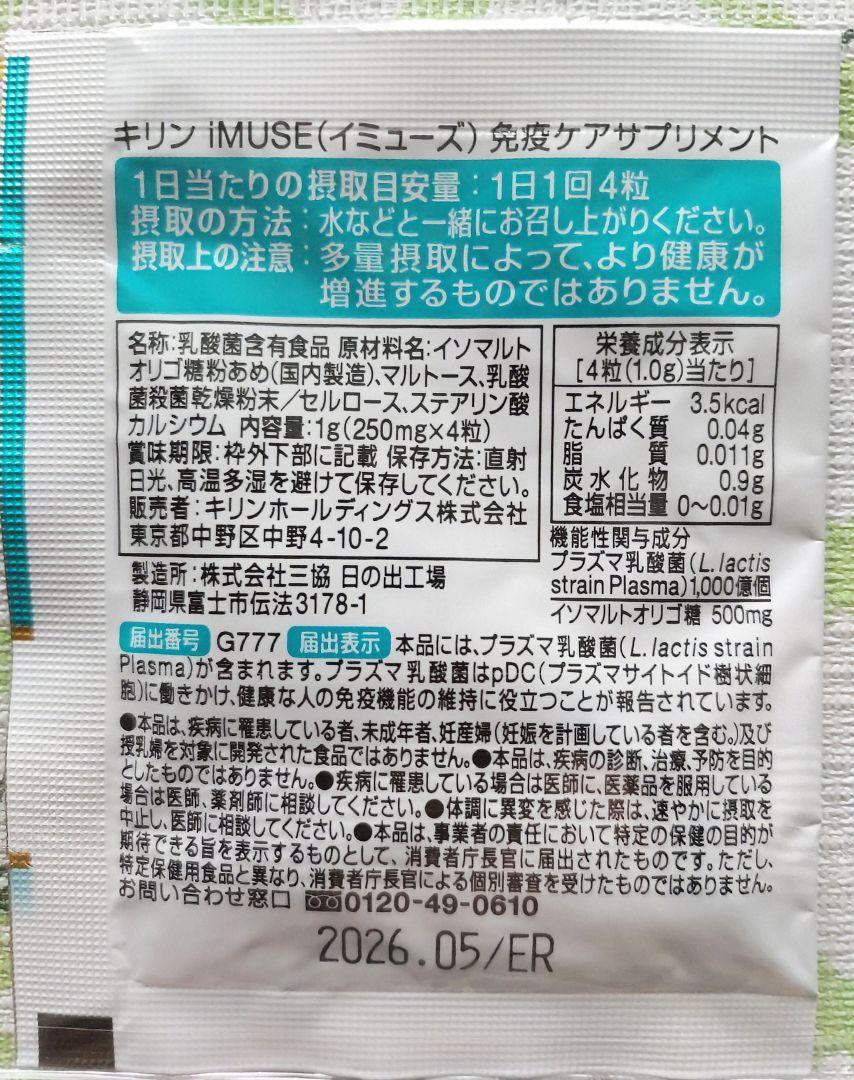 キリン iMUSE(イミューズ) 免疫ケアサプリメント
1日当たりの摂取目安量：1日1回4粒
摂取の方法：水などと一緒にお召し上がりください。
摂取上の注意：多量摂取によって、より健康が
増進するものではありません。
名称：乳酸菌含有食品 原材料名：イソマルト
オリゴ糖粉あめ(国内製造)、マルトース、乳酸
菌殺菌乾燥粉末／セルロース、ステアリン酸
カルシウム 内容量：1g(250mg×4粒)
賞味期限：枠外下部に記載 保存方法：直射
日光、高温多湿を避けて保存してください。
販売者：キリンホールディングス株式会社
東京都中野区中野4-10-2
製造所：株式会社三協 日の出工場
静岡県富士市伝法3178-1
栄養成分表示
[4粒(1.0g)当たり]
エネルギー 3.5kcal
たんぱく質 0.04g
脂質 0.011g
炭水化物 0.9g
食塩相当量 0〜0.01g
機能性関与成分
プラズマ乳酸菌(L. lactis
strain Plasma)1,000億個
イソマルトオリゴ糖 500mg
届出番号 G777 届出表示 本品には、プラズマ乳酸菌(L. lactis strain
Plasma)が含まれます。プラズマ乳酸菌はpDC(プラズマサイトイド樹状細
胞)に働きかけ、健康な人の免疫機能の維持に役立つことが報告されています。
●本品は、疾病に罹患している者、未成年者、妊産婦(妊娠を計画している者を含む。)及び
授乳婦を対象に開発された食品ではありません。●本品は、疾病の診断、治療、予防を目的
としたものではありません。●疾病に罹患している場合は医師に、医薬品を服用している
場合は医師、薬剤師に相談してください。●体調に異変を感じた際は、速やかに摂取を
中止し、医師に相談してください。●本品は、事業者の責任において特定の保健の目的が
期待できる旨を表示するものとして、消費者庁長官に届出されたものです。ただし、
特定保健用食品と異なり、消費者庁長官による個別審査を受けたものではありません。
お問い合わせ窓口 0120-49-0610
2026.05/ER